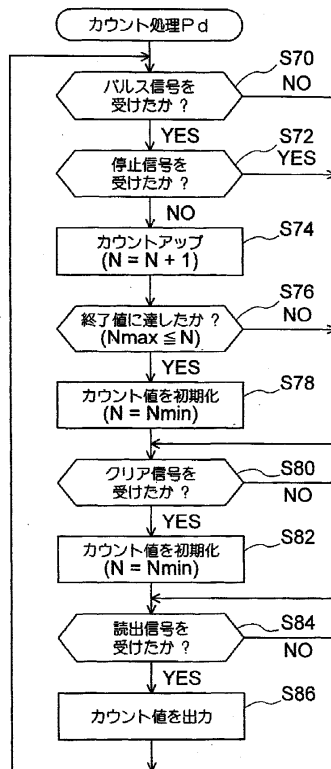 カウント処理Pd
S70
パルス信号を
受けたか ?
NO
YES
S72
停止信号を
受けたか ?
YES
NO
S74
カウントアップ
(N = N + 1)
S76
終了値に達したか ?
(Nmax ≦ N)
NO
YES
S78
カウント値を初期化
(N = Nmin)
S80
クリア信号を
受けたか ?
NO
YES
S82
カウント値を初期化
(N = Nmin)
S84
読出信号を
受けたか ?
NO
YES
S86
カウント値を出力